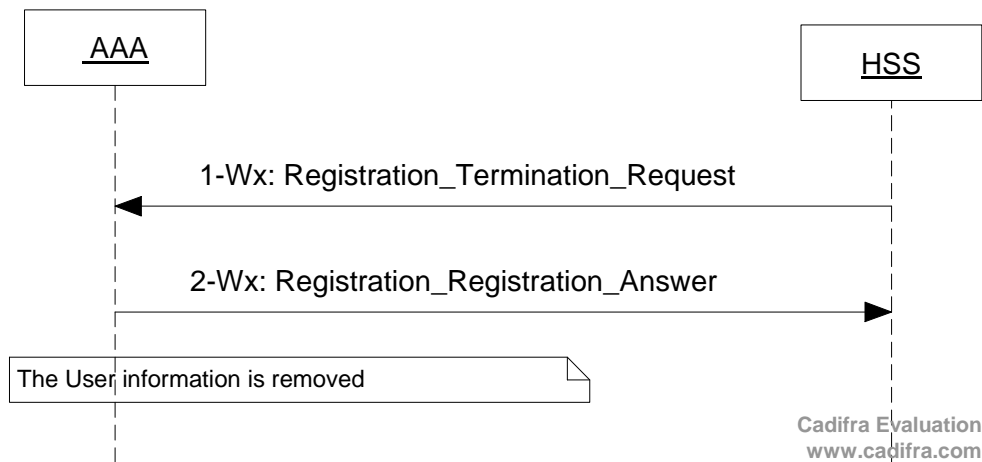 AAA
HSS
1-Wx: Registration_Termination_Request
2-Wx: Registration_Registration_Answer
The User information is removed
Cadifra Evaluation
www.cadifra.com